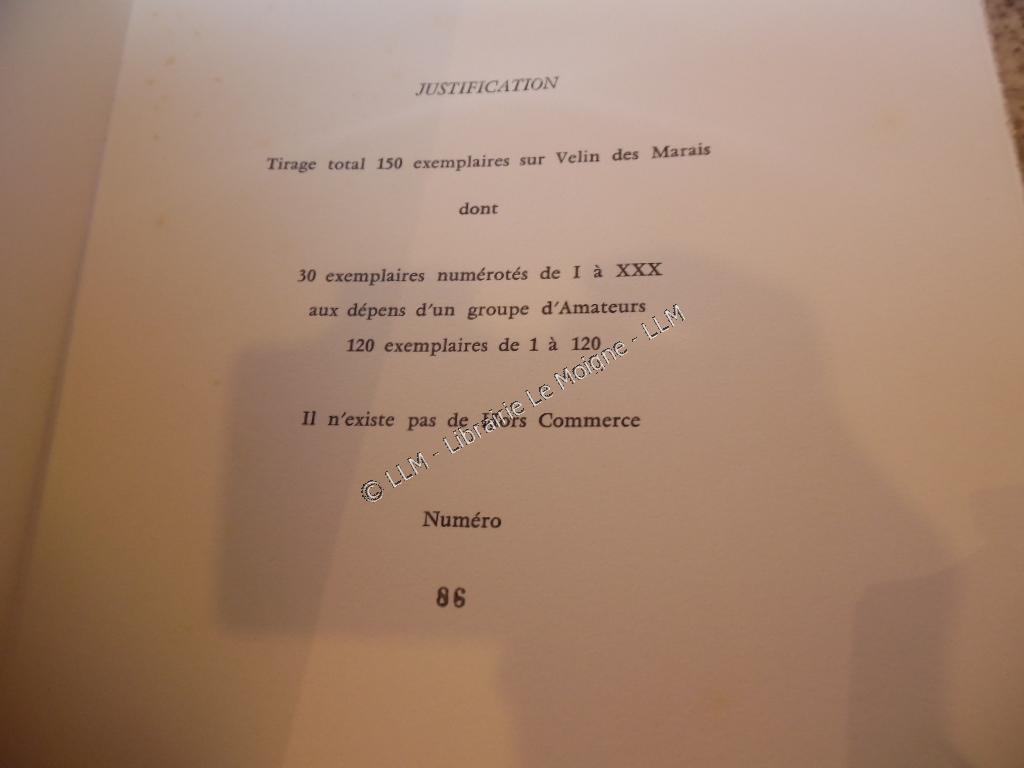 JUSTIFICATION
Tirage total 150 exemplaires sur Velin des Marais
dont
30 exemplaires numérotés de I à XXX
aux dépens d'un groupe d'Amateurs
120 exemplaires de 1 à 120
Il n'existe pas de Hors Commerce
© LLM - Librairie Le Moigne - LLM
Numéro
86